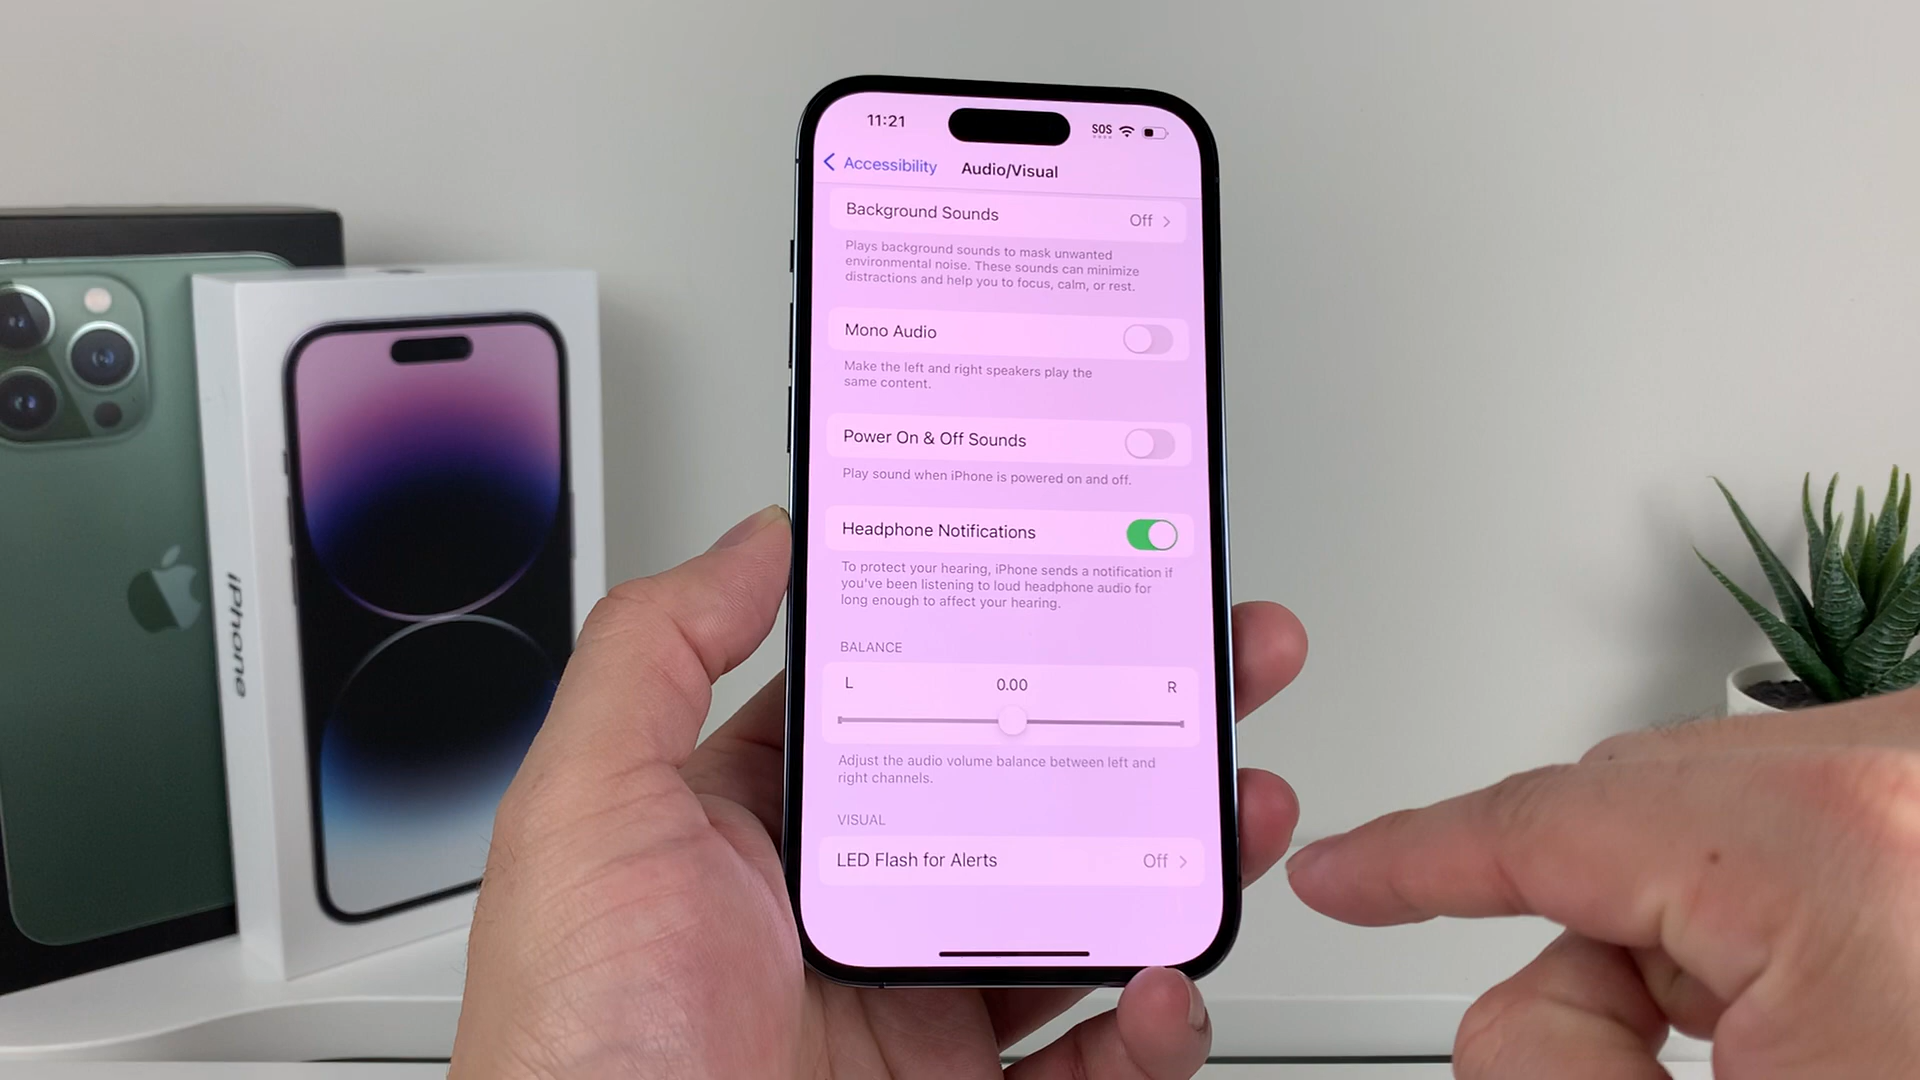 11:21
SOS
Accessibility
Audio/Visual
Background Sounds
Off
Plays background sounds to mask unwanted
environmental noise. These sounds can minimize
distractions and help you to focus, calm, or rest.
Mono Audio
Make the left and right speakers play the
same content.
Power On & Off Sounds
Play sound when iPhone is powered on and off.
Headphone Notifications
To protect your hearing, iPhone sends a notification if
you've been listening to loud headphone audio for
long enough to affect your hearing.
BALANCE
L
0.00
R
Adjust the audio volume balance between left and
right channels.
VISUAL
LED Flash for Alerts
Off
iPhone